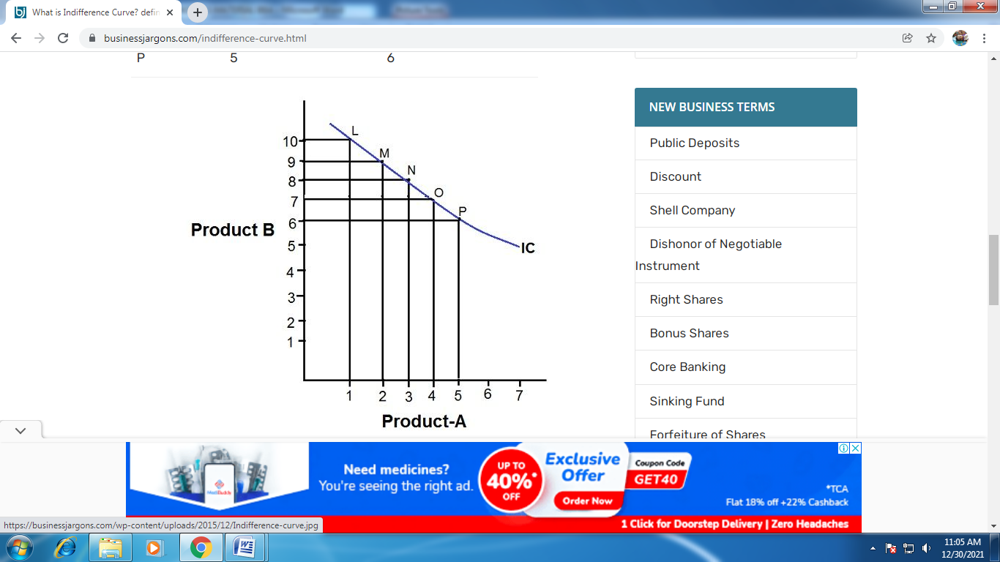 What is Indifference Curve? defin
businessjargons.com/indifference-curve.html
P 5 6
L
10
M
9
N
8
O
7
P
6
Product B
5
IC
4
3
2
1
1 2 3 4 5 6 7
Product-A
NEW BUSINESS TERMS
Public Deposits
Discount
Shell Company
Dishonor of Negotiable
Instrument
Right Shares
Bonus Shares
Core Banking
Sinking Fund
Forfeiture of Shares
MediBuddy
Need medicines?
You're seeing the right ad.
UP TO
40%*
OFF
Exclusive
Offer
Order Now
Coupon Code
GET40
*TCA
Flat 18% off +22% Cashback
1 Click for Doorstep Delivery | Zero Headaches
https://businessjargons.com/wp-content/uploads/2015/12/Indifference-curve.jpg
11:05 AM
12/30/2021